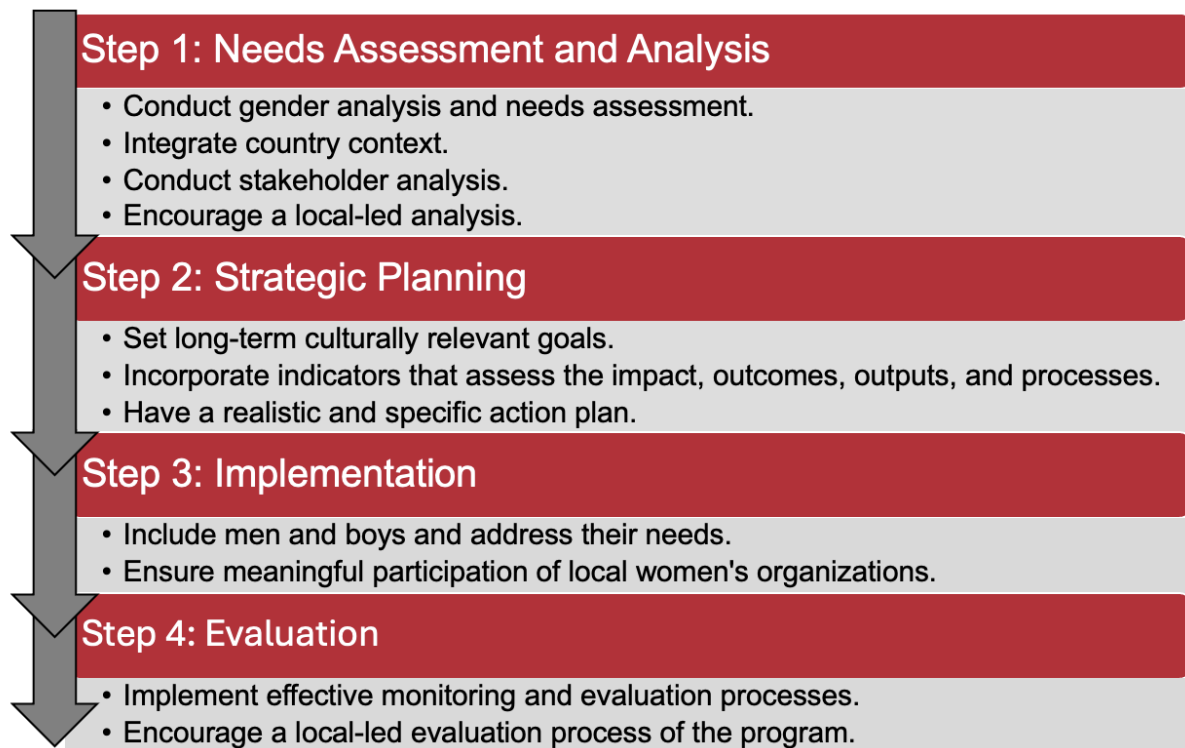 Step 1: Needs Assessment and Analysis
• Conduct gender analysis and needs assessment.
• Integrate country context.
• Conduct stakeholder analysis.
• Encourage a local-led analysis.
Step 2: Strategic Planning
• Set long-term culturally relevant goals.
• Incorporate indicators that assess the impact, outcomes, outputs, and processes.
• Have a realistic and specific action plan.
Step 3: Implementation
• Include men and boys and address their needs.
• Ensure meaningful participation of local women's organizations.
Step 4: Evaluation
• Implement effective monitoring and evaluation processes.
• Encourage a local-led evaluation process of the program.